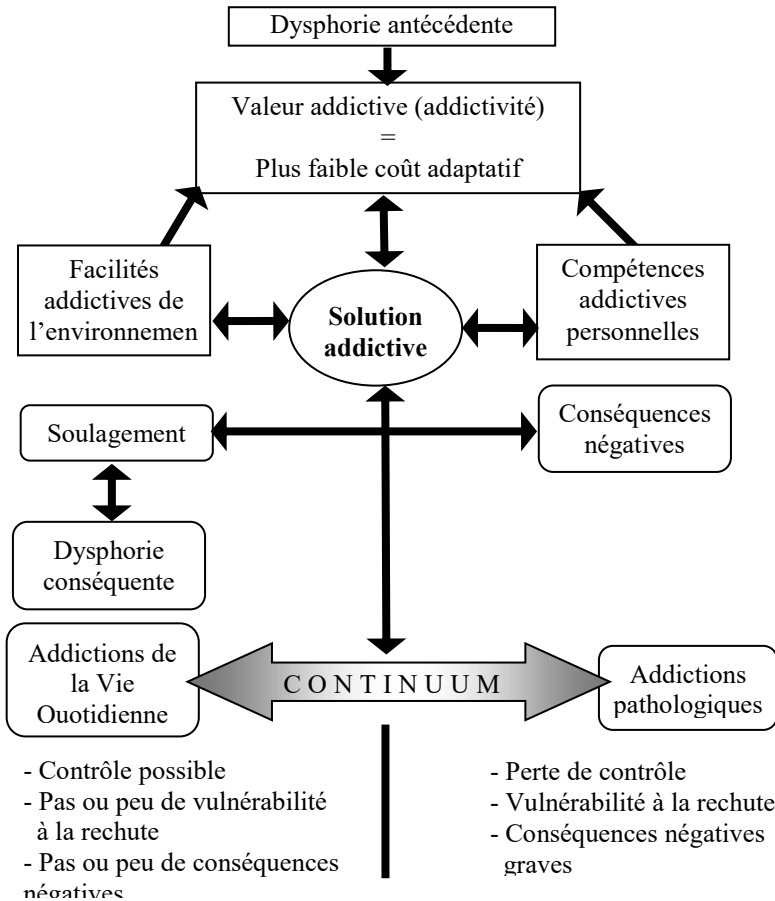 Dysphorie antécédente
Valeur addictive (addictivité)
=
Plus faible coût adaptatif
Facilités
addictives de
l’environnemen
Solution
addictive
Compétences
addictives
personnelles
Soulagement
Conséquences
négatives
Dysphorie
conséquente
Addictions de
la Vie
Quotidienne
C O N T I N U U M
Addictions
pathologiques
- Contrôle possible
- Pas ou peu de vulnérabilité
à la rechute
- Pas ou peu de conséquences
négatives
- Perte de contrôle
- Vulnérabilité à la rechute
- Conséquences négatives
graves